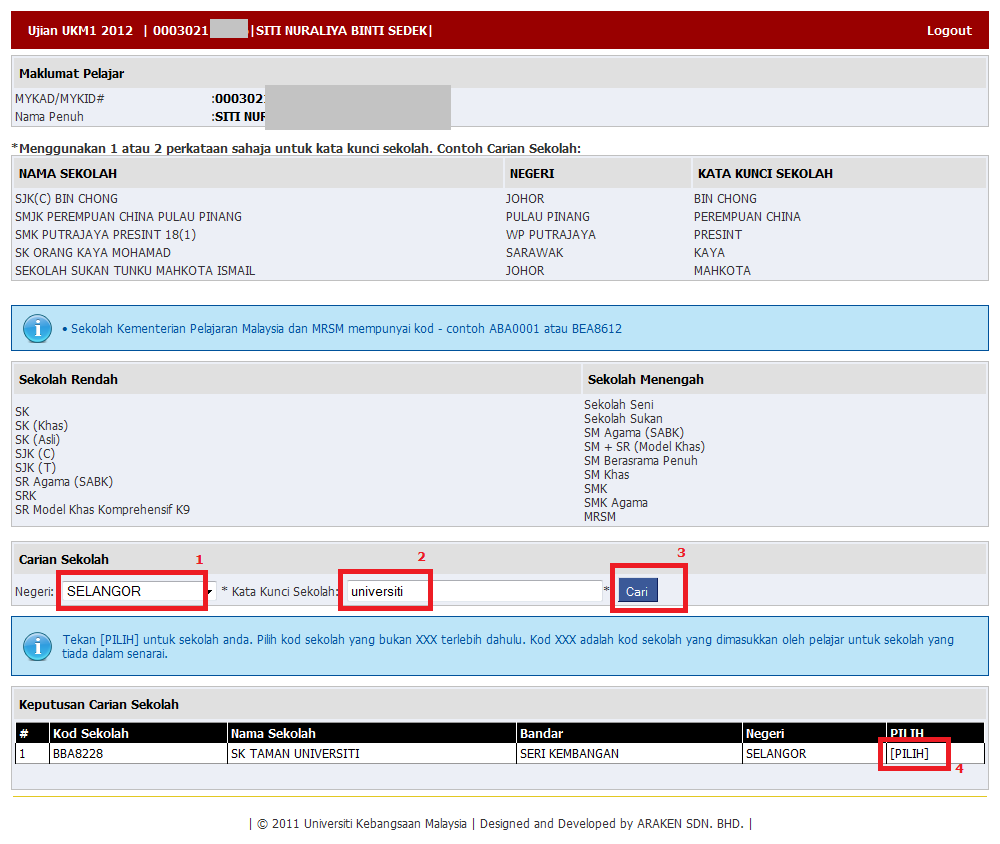 Ujian UKM1 2012 | 0003021 |SITI NURALIYA BINTI SEDEK| Logout
Maklumat Pelajar
MYKAD/MYKID# :000302
Nama Penuh :SITI NUR
*Menggunakan 1 atau 2 perkataan sahaja untuk kata kunci sekolah. Contoh Carian Sekolah:
NAMA SEKOLAH NEGERI KATA KUNCI SEKOLAH
SJK(C) BIN CHONG JOHOR BIN CHONG
SMJK PEREMPUAN CHINA PULAU PINANG PULAU PINANG PEREMPUAN CHINA
SMK PUTRAJAYA PRESINT 18(1) WP PUTRAJAYA PRESINT
SK ORANG KAYA MOHAMAD SARAWAK KAYA
SEKOLAH SUKAN TUNKU MAHKOTA ISMAIL JOHOR MAHKOTA
• Sekolah Kementerian Pelajaran Malaysia dan MRSM mempunyai kod - contoh ABA0001 atau BEA8612
Sekolah Rendah
SK
SK (Khas)
SK (Asli)
SJK (C)
SJK (T)
SR Agama (SABK)
SRK
SR Model Khas Komprehensif K9
Sekolah Menengah
Sekolah Seni
Sekolah Sukan
SM Agama (SABK)
SM + SR (Model Khas)
SM Berasrama Penuh
SM Khas
SMK
SMK Agama
MRSM
Carian Sekolah 1 2 3
Negeri: SELANGOR * Kata Kunci Sekolah: universiti * Cari
Tekan [PILIH] untuk sekolah anda. Pilih kod sekolah yang bukan XXX terlebih dahulu. Kod XXX adalah kod sekolah yang dimasukkan oleh pelajar untuk sekolah yang
tiada dalam senarai.
Keputusan Carian Sekolah
# Kod Sekolah Nama Sekolah Bandar Negeri PILIH
1 BBA8228 SK TAMAN UNIVERSITI SERI KEMBANGAN SELANGOR [PILIH]
4
| © 2011 Universiti Kebangsaan Malaysia | Designed and Developed by ARAKEN SDN. BHD. |